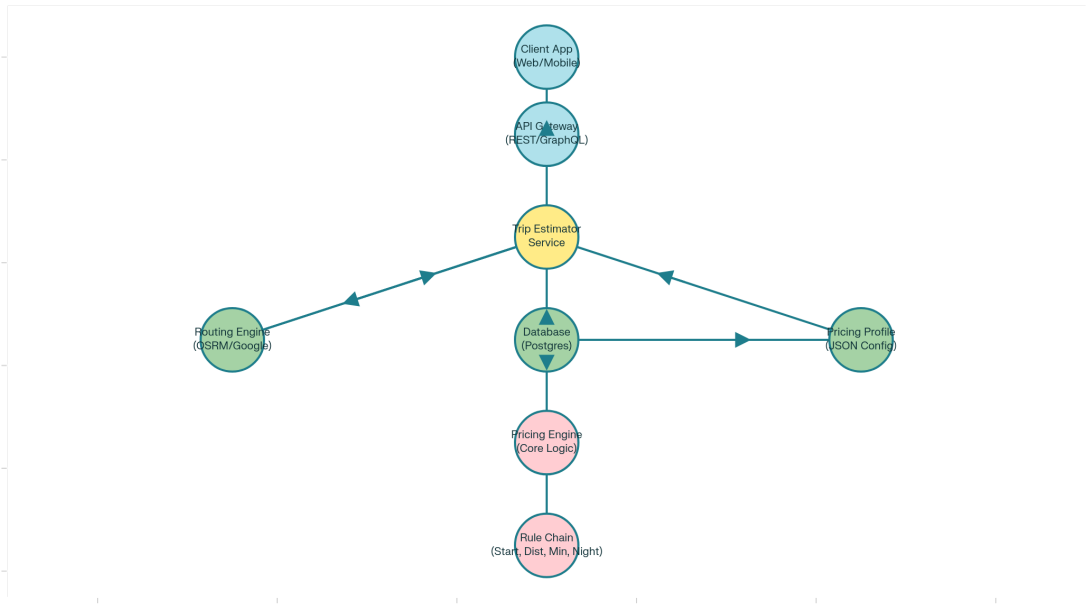 Client App
(Web/Mobile)
API Gateway
(REST/GraphQL)
Trip Estimator
Service
Routing Engine
(OSRM/Google)
Database
(Postgres)
Pricing Profile
(JSON Config)
Pricing Engine
(Core Logic)
Rule Chain
(Start, Dist, Min, Night)